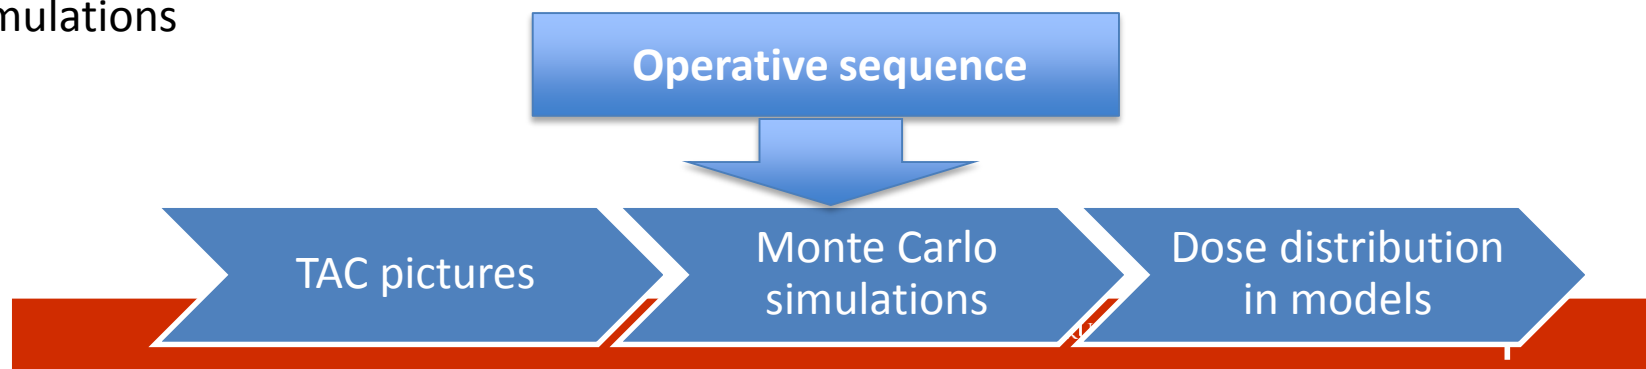 mulations
Operative sequence
TAC pictures
Monte Carlo
simulations
Dose distribution
in models